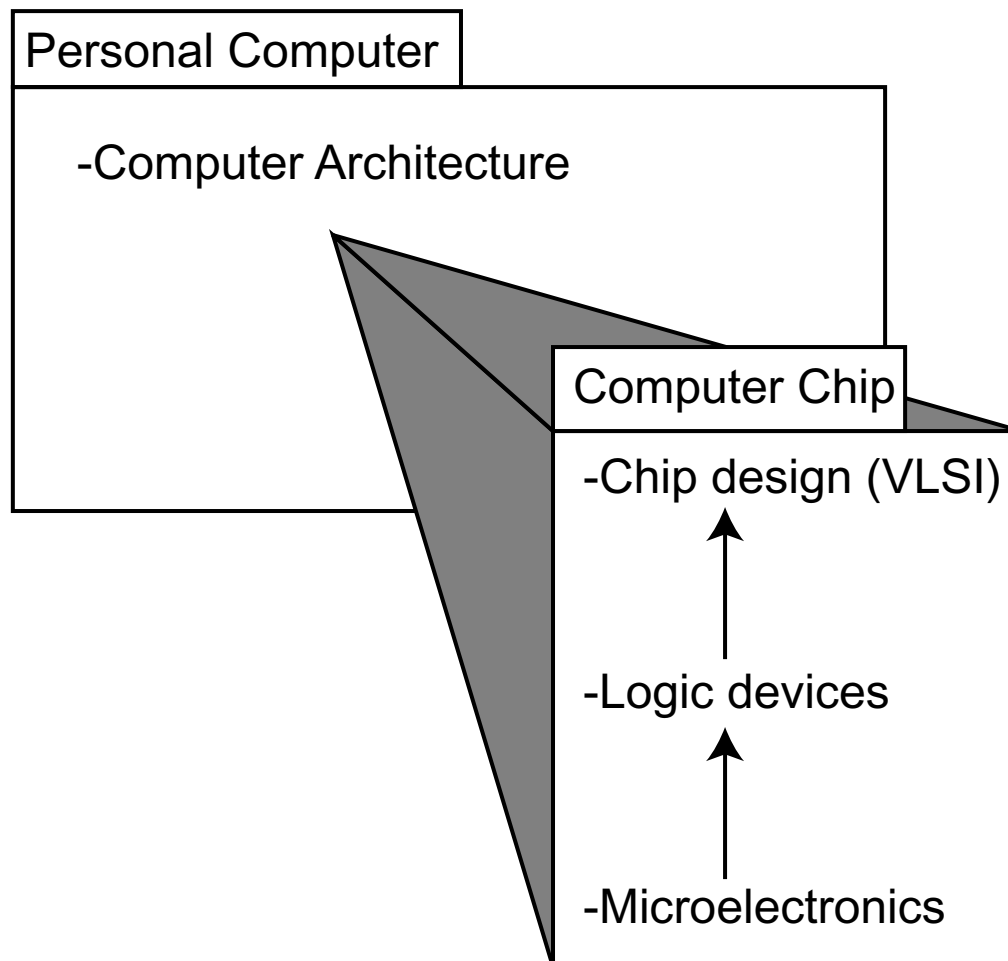 Personal Computer
-Computer Architecture
Computer Chip
-Chip design (VLSI)
-Logic devices
-Microelectronics